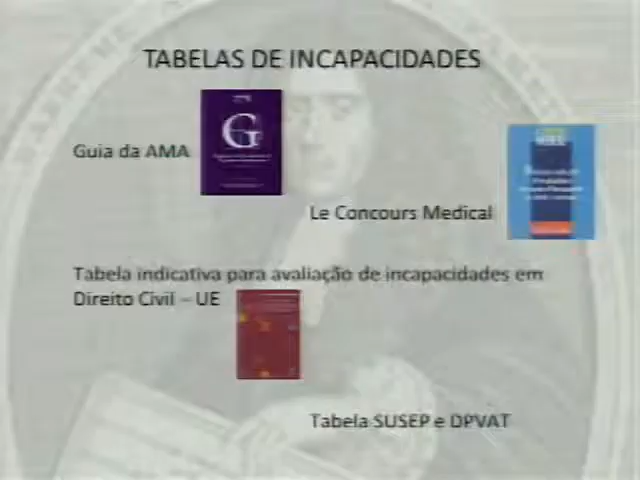 TABELAS DE INCAPACIDADES
Guia da AMA
G
Le Concours Medical
Tabela indicativa para avaliação de incapacidades em
Direito Civil – UE
Tabela SUSEP e DPVAT